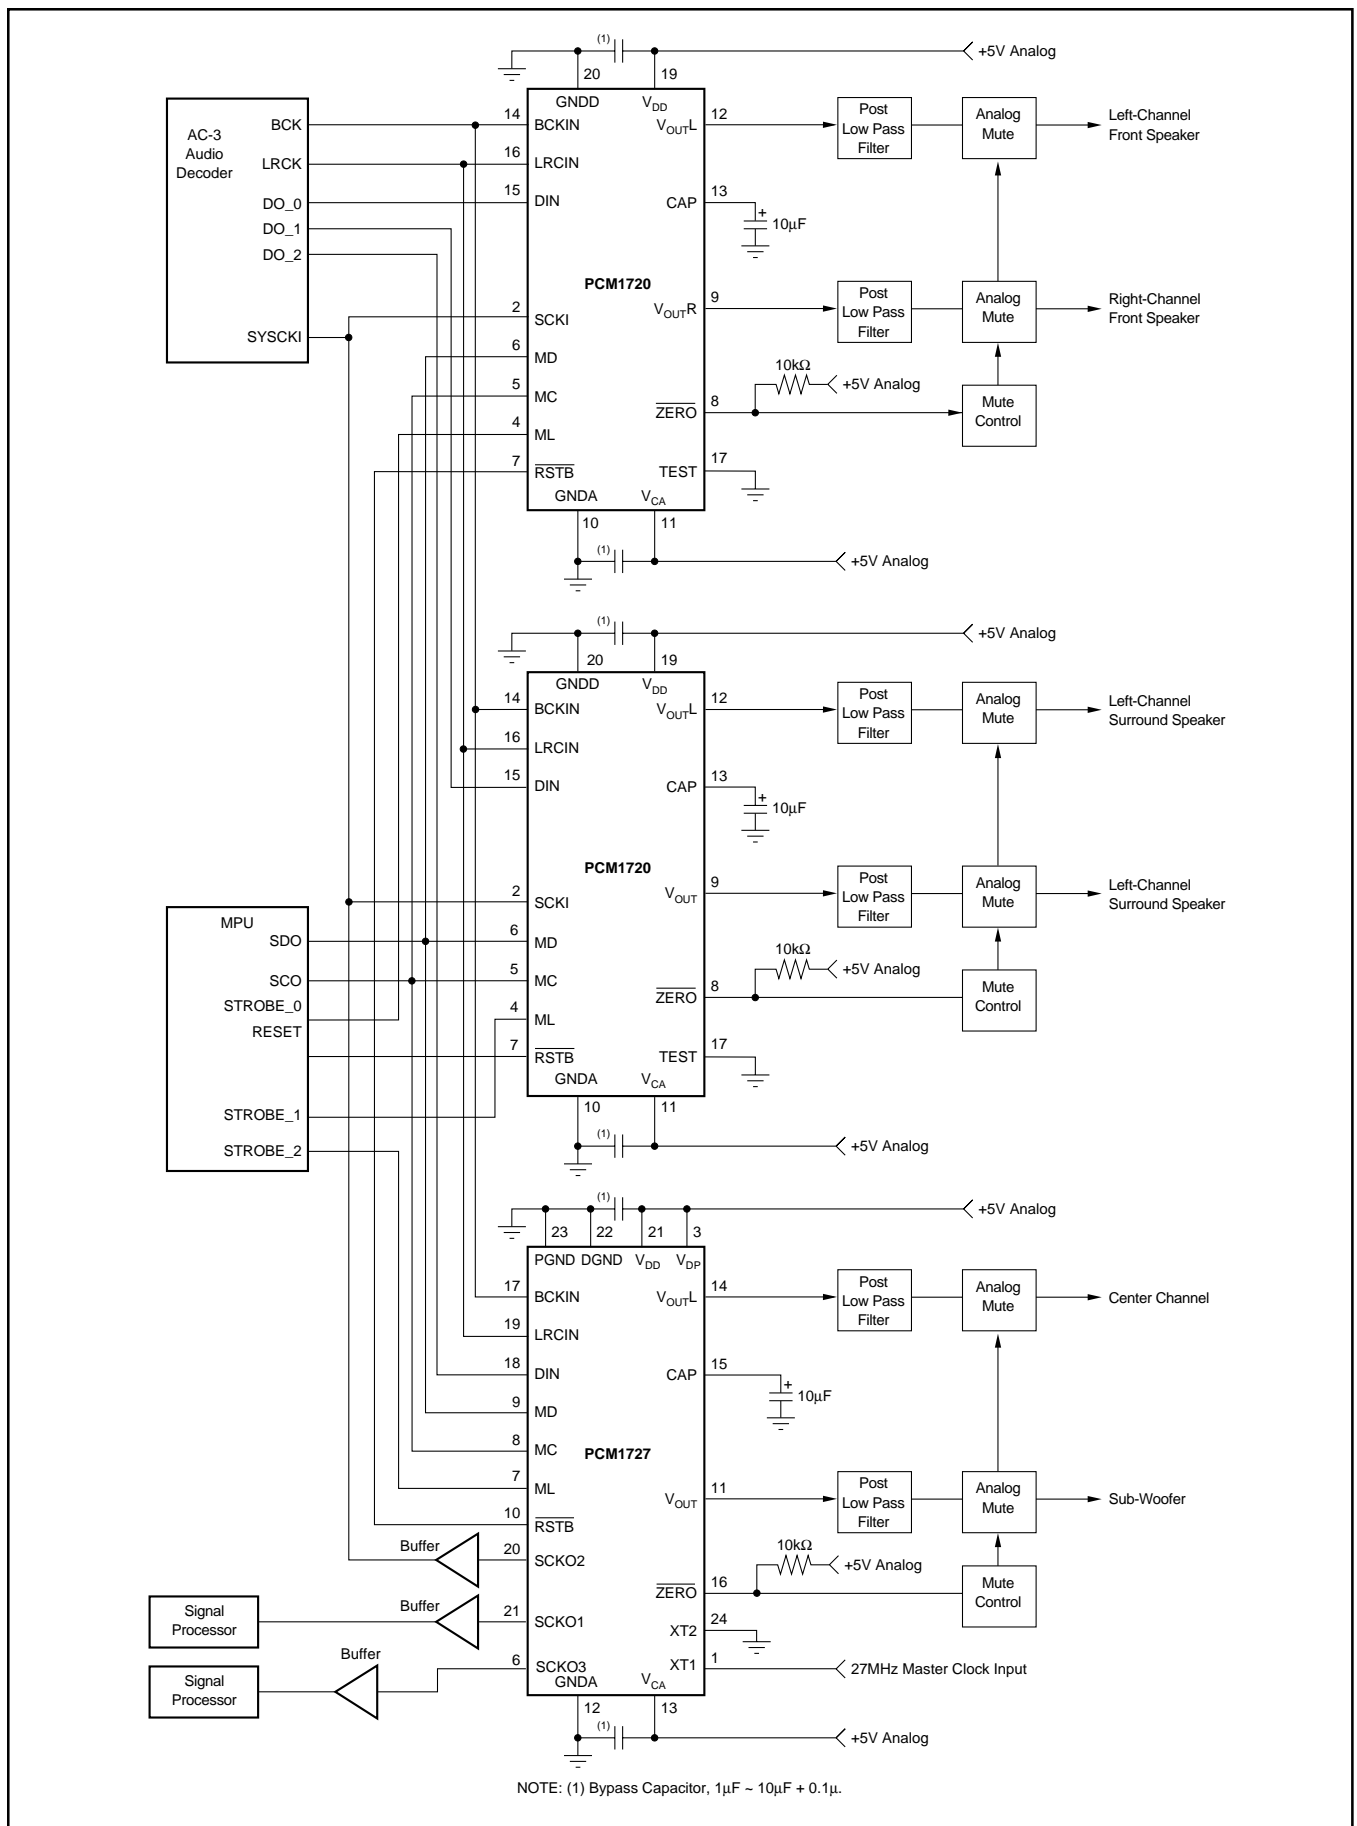 (1)
+5V Analog
20
19
GNDD
VDD
AC-3
Audio
Decoder
BCK
LRCK
DO_0
DO_1
DO_2
SYSCKI
14
BCKIN
16
LRCIN
15
DIN
PCM1720
2
SCKI
6
MD
5
MC
4
ML
7
RSTB
VOUTL
12
Post
Low Pass
Filter
Analog
Mute
Left-Channel
Front Speaker
CAP
13
+
10µF
VOUTR
9
Post
Low Pass
Filter
Analog
Mute
Right-Channel
Front Speaker
10kΩ
+5V Analog
ZERO
8
Mute
Control
TEST
17
GNDA
VCA
10
11
(1)
+5V Analog
(1)
+5V Analog
20
19
GNDD
VDD
14
BCKIN
16
LRCIN
15
DIN
PCM1720
2
SCKI
6
MD
5
MC
4
ML
7
RSTB
VOUTL
12
Post
Low Pass
Filter
Analog
Mute
Left-Channel
Surround Speaker
CAP
13
+
10µF
VOUT
9
Post
Low Pass
Filter
Analog
Mute
Left-Channel
Surround Speaker
10kΩ
+5V Analog
ZERO
8
Mute
Control
TEST
17
MPU
SDO
SCO
STROBE_0
RESET
STROBE_1
STROBE_2
GNDA
VCA
10
11
(1)
+5V Analog
(1)
+5V Analog
23
22
21
3
PGND
DGND
VDD
VDP
17
BCKIN
19
LRCIN
18
DIN
9
MD
8
MC
PCM1727
7
ML
10
RSTB
Buffer
20
SCKO2
Signal
Processor
Buffer
21
SCKO1
Signal
Processor
Buffer
6
SCKO3
VOUTL
14
Post
Low Pass
Filter
Analog
Mute
Center Channel
CAP
15
+
10µF
VOUT
11
Post
Low Pass
Filter
Analog
Mute
Sub-Woofer
10kΩ
+5V Analog
ZERO
16
Mute
Control
XT2
24
XT1
1
27MHz Master Clock Input
GNDA
VCA
12
13
(1)
+5V Analog
NOTE: (1) Bypass Capacitor, 1µF ~ 10µF + 0.1µ.